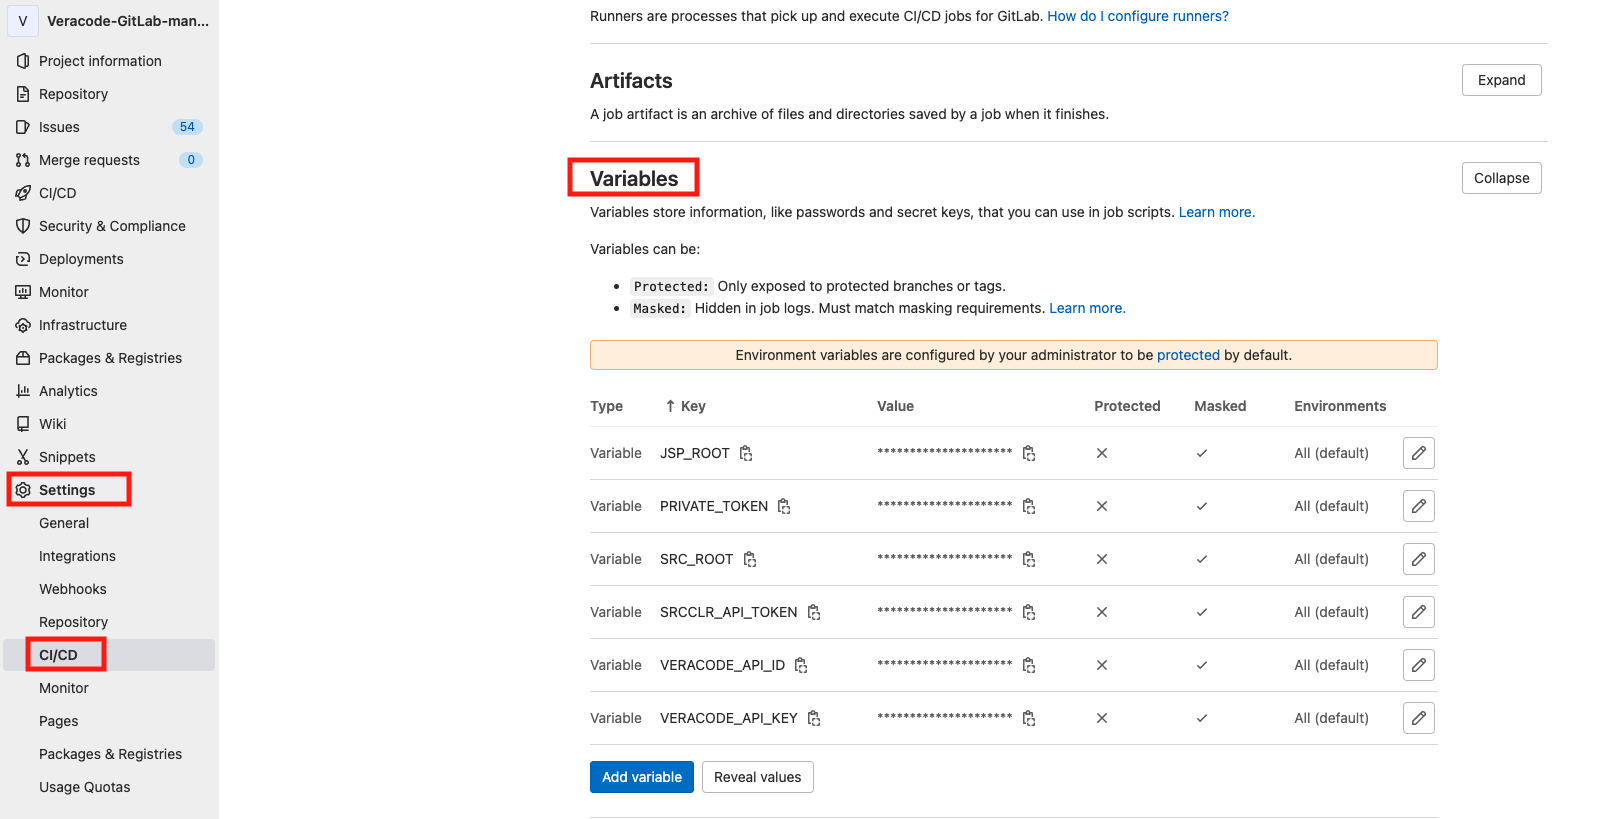 V Veracode-GitLab-man...
Project information
Repository
Issues 54
Merge requests 0
CI/CD
Security & Compliance
Deployments
Monitor
Infrastructure
Packages & Registries
Analytics
Wiki
Snippets
Settings
General
Integrations
Webhooks
Repository
CI/CD
Monitor
Pages
Packages & Registries
Usage Quotas
Runners are processes that pick up and execute CI/CD jobs for GitLab. How do I configure runners?
Artifacts
Expand
A job artifact is an archive of files and directories saved by a job when it finishes.
Variables
Collapse
Variables store information, like passwords and secret keys, that you can use in job scripts. Learn more.
Variables can be:
• Protected: Only exposed to protected branches or tags.
• Masked: Hidden in job logs. Must match masking requirements. Learn more.
Environment variables are configured by your administrator to be protected by default.
Type ↑ Key Value Protected Masked Environments
Variable JSP_ROOT ********************* ✕ ✓ All (default)
Variable PRIVATE_TOKEN ********************* ✕ ✓ All (default)
Variable SRC_ROOT ********************* ✕ ✓ All (default)
Variable SRCCLR_API_TOKEN ********************* ✕ ✓ All (default)
Variable VERACODE_API_ID ********************* ✕ ✓ All (default)
Variable VERACODE_API_KEY ********************* ✕ ✓ All (default)
Add variable Reveal values